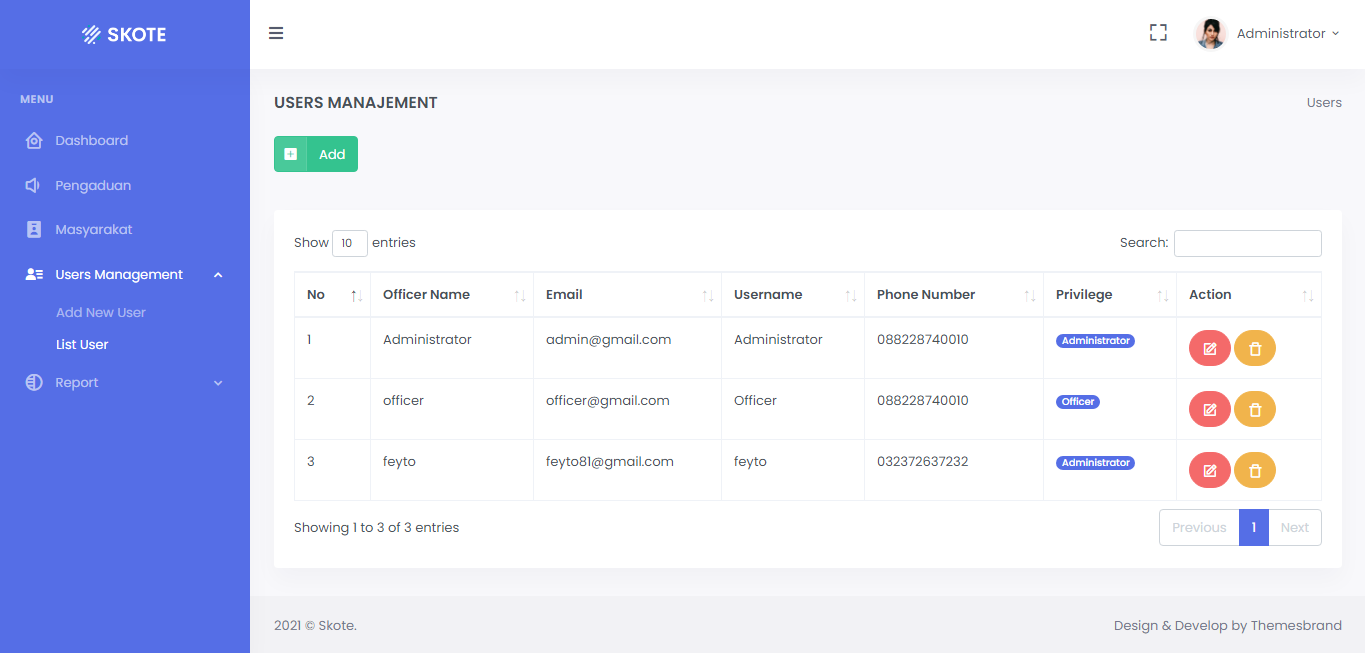 SKOTE
Administrator
MENU
Dashboard
Pengaduan
Masyarakat
Users Management
Add New User
List User
Report
USERS MANAJEMENT
Users
Add
Show 10 entries
Search:
No Officer Name Email Username Phone Number Privilege Action
1 Administrator admin@gmail.com Administrator 088228740010 Administrator
2 officer officer@gmail.com Officer 088228740010 Officer
3 feyto feyto81@gmail.com feyto 032372637232 Administrator
Showing 1 to 3 of 3 entries
Previous 1 Next
2021 © Skote.
Design & Develop by Themesbrand